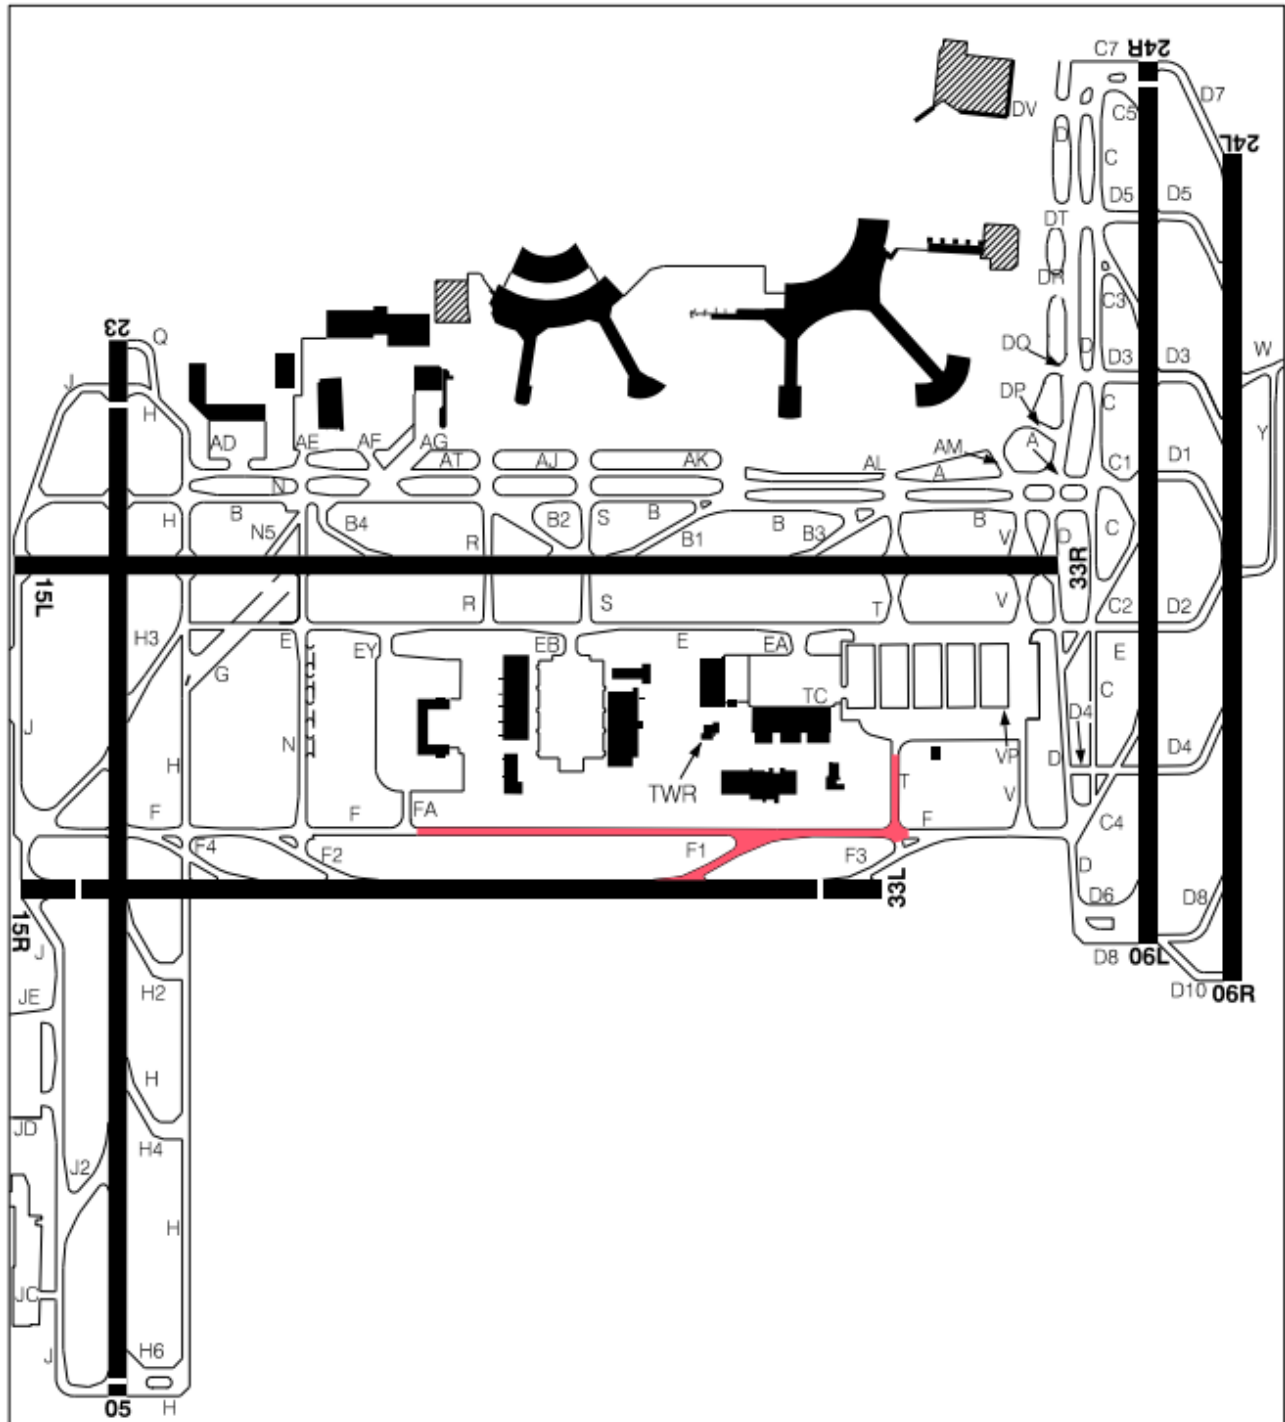 C7
24R
D7
24L
DV
D
C5
C
D5
D5
DT
DH
C3
DQ
D
D3
D3
W
23
Q
J
H
DP
C
Y
AD
AE
AF
AG
AT
AJ
AK
AL
AM
A
A
C1
D1
N
H
B
N5
B4
R
B2
S
B
B1
B
B3
B
V
D
33R
C
15L
H3
R
S
T
V
C2
D2
G
E
EY
EB
E
EA
E
TC
C
J
N
H
D4
VP
D
D4
TWR
T
V
F
F
FA
F
C4
F4
F2
F1
F3
D
33L
15R
D6
D8
J
D8
06L
D10
06R
JE
H2
H
JD
H4
J2
H
JC
H6
J
05
H